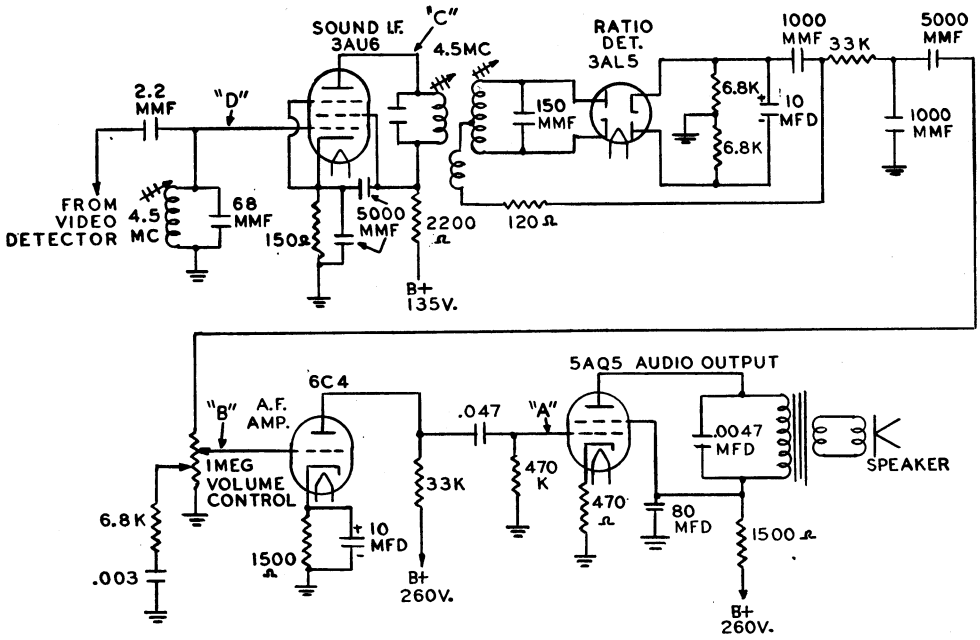 "C"
SOUND I.F.
3AU6
4.5MC
RATIO
DET.
3AL5
1000
MMF
33K
5000
MMF
2.2
MMF
"D"
150
MMF
6.8K
+
10
MFD
-
6.8K
1000
MMF
FROM
VIDEO
DETECTOR
4.5
MC
68
MMF
150Ω
5000
MMF
2200
Ω
120Ω
B+
135V.
5AQ5 AUDIO OUTPUT
6C4
A.F.
AMP.
"B"
.047
"A"
.0047
MFD
SPEAKER
1MEG
VOLUME
CONTROL
33K
470
K
470
Ω
80
MFD
1500 Ω
6.8K
.003
1500
Ω
+
10
MFD
-
B+
260V.
B+
260V.